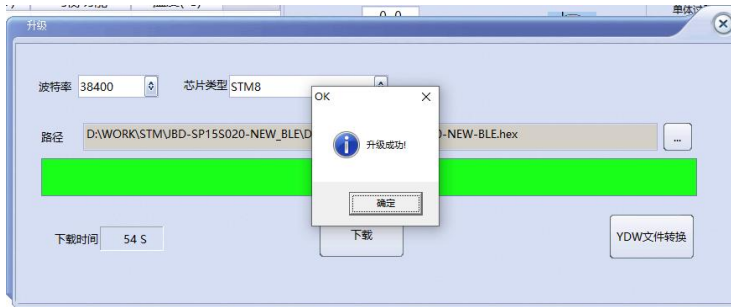 0 0
单体过
升级
波特率 38400 芯片类型 STM8
OK
路径 D:\WORK\STM\JBD-SP15S020-NEW_BLE\D
-NEW-BLE.hex
...
升级成功!
确定
下载时间 54 S
下载
YDW文件转换